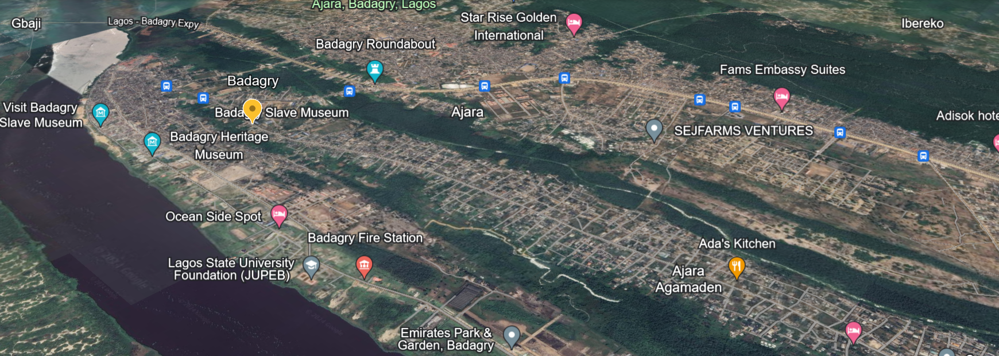 Ajara, Badagry, Lagos
Gbaji
Lagos - Badagry Expy
Star Rise Golden
International
Ibereko
Badagry Roundabout
Fams Embassy Suites
Badagry
Visit Badagry
Slave Museum
Slave Museum
Ajara
Adisok
SEJFARMS VENTURES
Badagry Heritage
Museum
Ocean Side Spot
Badagry Fire Station
Ada's Kitchen
Lagos State University
Foundation (JUPEB)
Ajara
Agamaden
Emirates Park &
Garden, Badagry